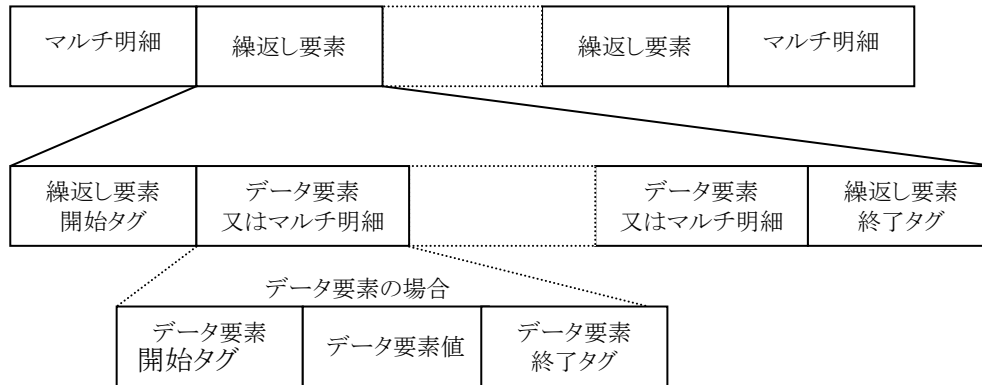 マルチ明細
繰返し要素
繰返し要素
マルチ明細
繰返し要素
開始タグ
データ要素
又はマルチ明細
データ要素
又はマルチ明細
繰返し要素
終了タグ
データ要素の場合
データ要素
開始タグ
データ要素値
データ要素
終了タグ